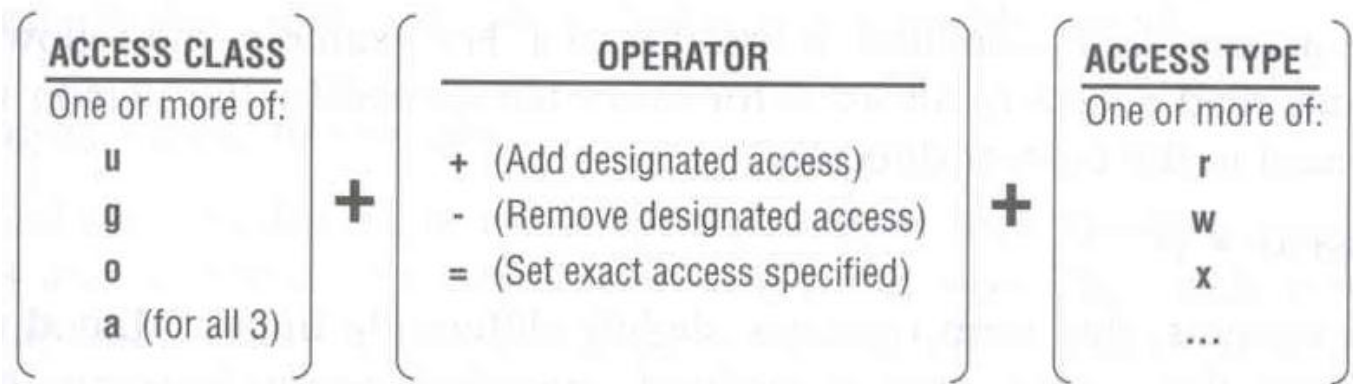 ACCESS CLASS
One or more of:
u
g
o
a (for all 3)
+
OPERATOR
+ (Add designated access)
- (Remove designated access)
= (Set exact access specified)
+
ACCESS TYPE
One or more of:
r
w
x
...